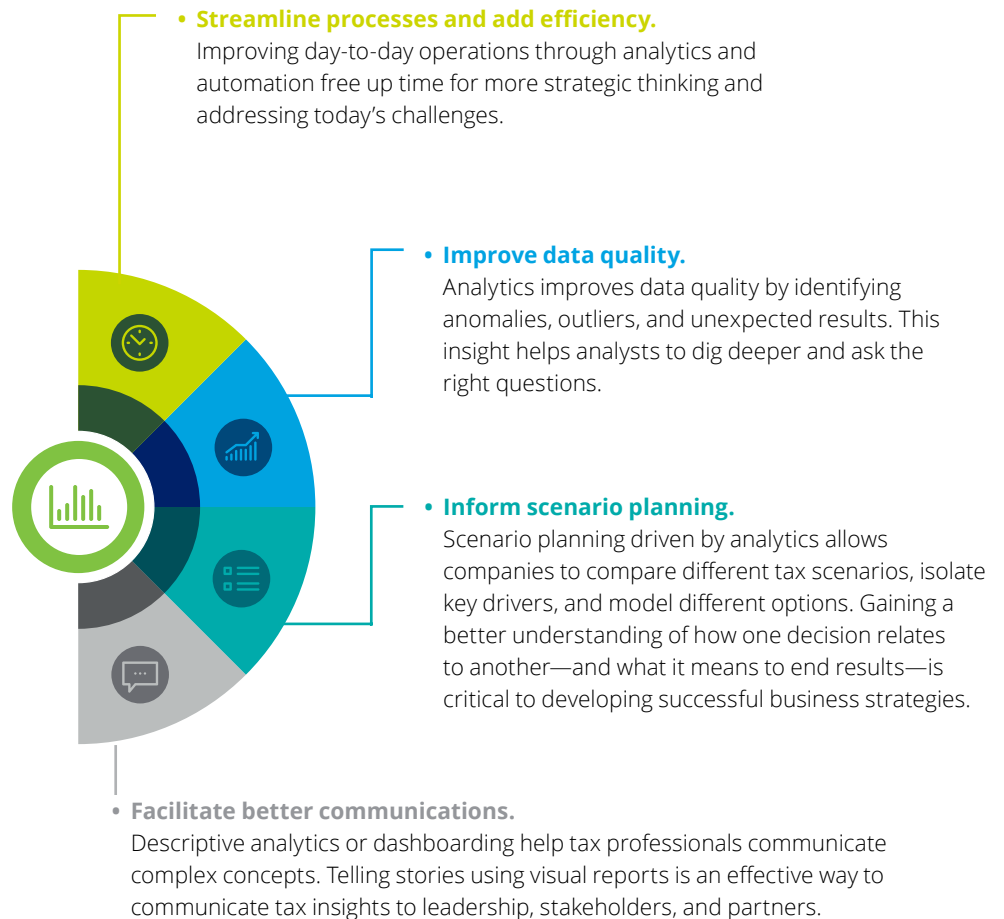 • Streamline processes and add efficiency.
Improving day-to-day operations through analytics and
automation free up time for more strategic thinking and
addressing today’s challenges.
• Improve data quality.
Analytics improves data quality by identifying
anomalies, outliers, and unexpected results. This
insight helps analysts to dig deeper and ask the
right questions.
• Inform scenario planning.
Scenario planning driven by analytics allows
companies to compare different tax scenarios, isolate
key drivers, and model different options. Gaining a
better understanding of how one decision relates
to another—and what it means to end results—is
critical to developing successful business strategies.
• Facilitate better communications.
Descriptive analytics or dashboarding help tax professionals communicate
complex concepts. Telling stories using visual reports is an effective way to
communicate tax insights to leadership, stakeholders, and partners.